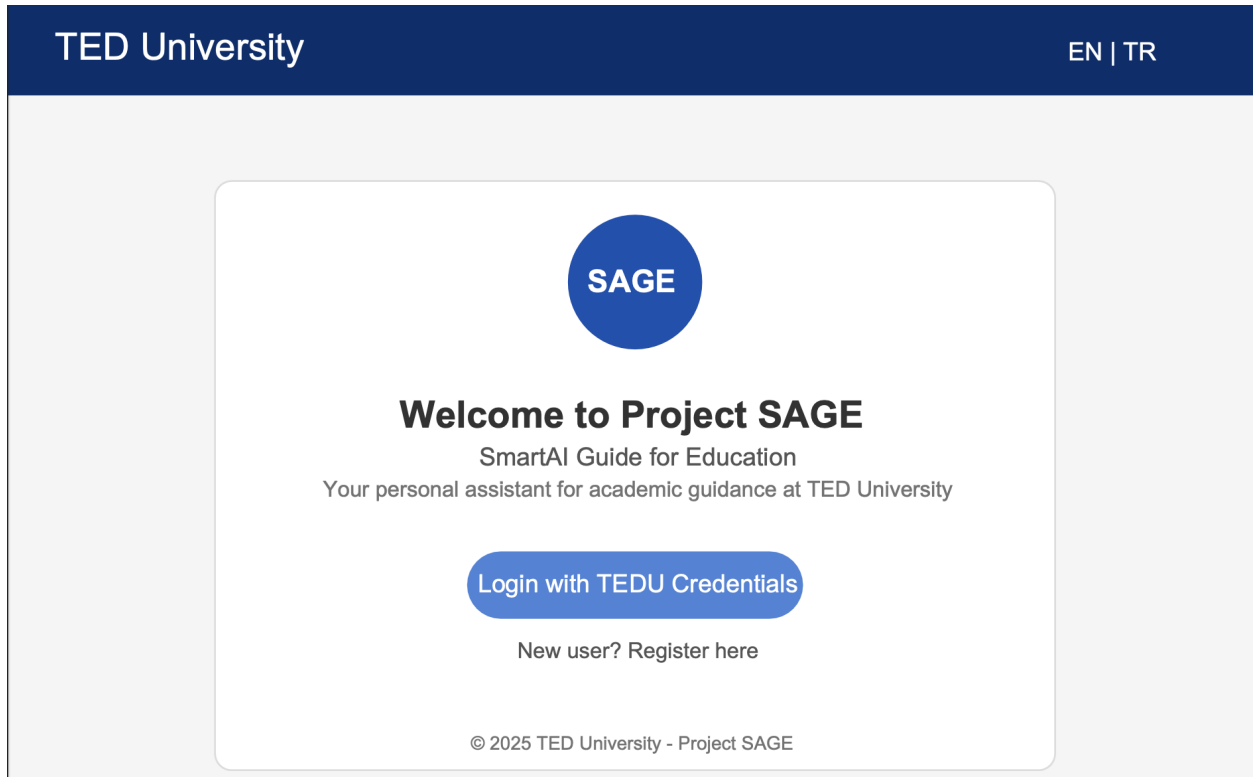 TED University
EN | TR
SAGE
Welcome to Project SAGE
SmartAI Guide for Education
Your personal assistant for academic guidance at TED University
Login with TEDU Credentials
New user? Register here
© 2025 TED University - Project SAGE